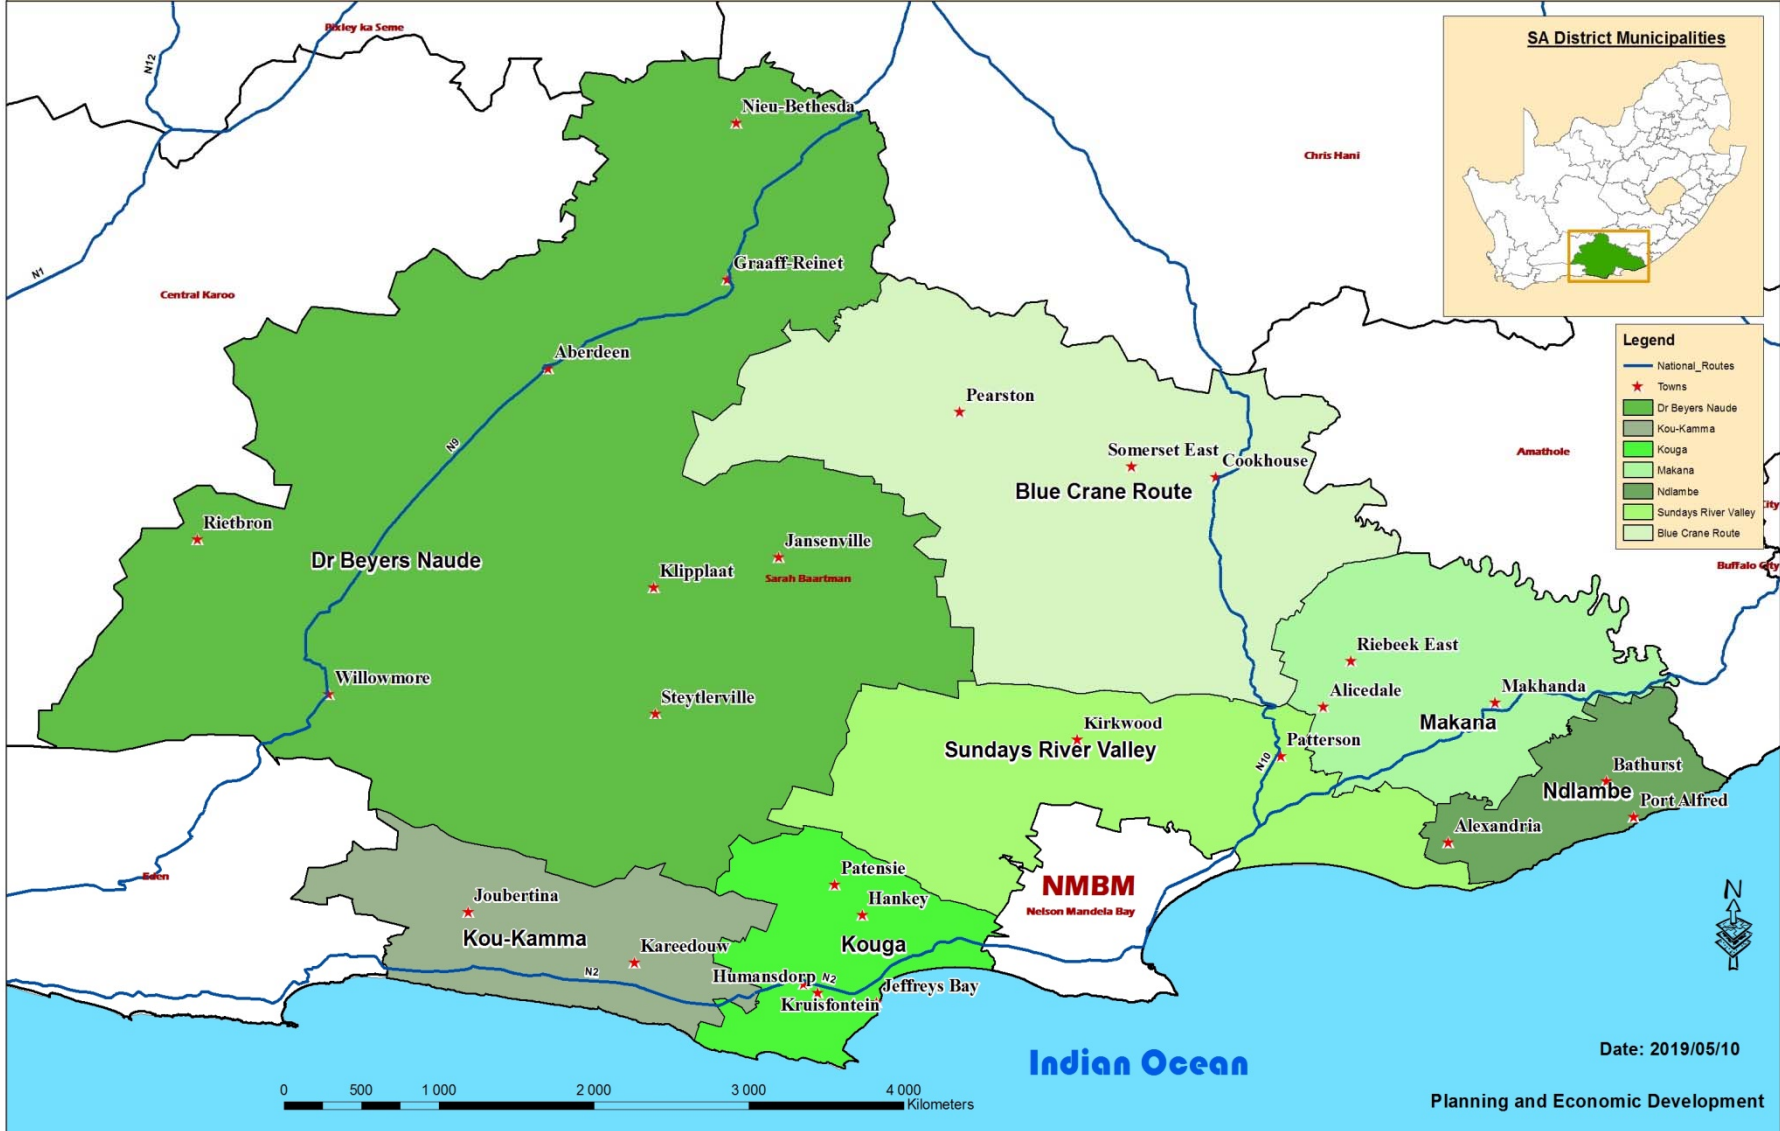 Pixley ka Seme
N12
SA District Municipalities
Nieu-Bethesda
Chris Hani
N1
Central Karoo
Graaff-Reinet
Legend
National_Routes
Towns
Dr Beyers Naude
Kou-Kamma
Kouga
Makana
Ndlambe
Sundays River Valley
Blue Crane Route
Aberdeen
Pearston
N9
Somerset East
Cookhouse
Amathole
Blue Crane Route
City
Rietbron
Jansenville
Dr Beyers Naude
Klipplaat
Sarah Baartman
Buffalo City
Riebeek East
Willowmore
Steytlerville
Alicedale
Makhanda
Kirkwood
Makana
Sundays River Valley
Patterson
N10
Bathurst
Ndlambe
Port Alfred
Alexandria
Eden
Patensie
NMBM
Nelson Mandela Bay
Joubertina
Hankey
Kou-Kamma
Kouga
Kareedouw
N
N2
Humansdorp
N2
Jeffreys Bay
Kruisfontein
Indian Ocean
Date: 2019/05/10
0 500 1 000 2 000 3 000 4 000
Kilometers
Planning and Economic Development